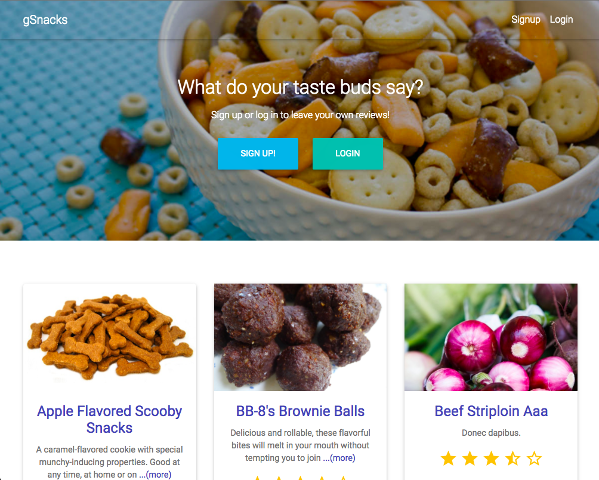 gSnacks
Signup Login
What do your taste buds say?
Sign up or log in to leave your own reviews!
SIGN UP! LOGIN
Apple Flavored Scooby
Snacks
A caramel-flavored cookie with special
munchy-inducing properties. Good at
any time, at home or on ...(more)
BB-8's Brownie Balls
Delicious and rollable, these flavorful
bites will melt in your mouth without
tempting you to join ...(more)
Beef Striploin Aaa
Donec dapibus.